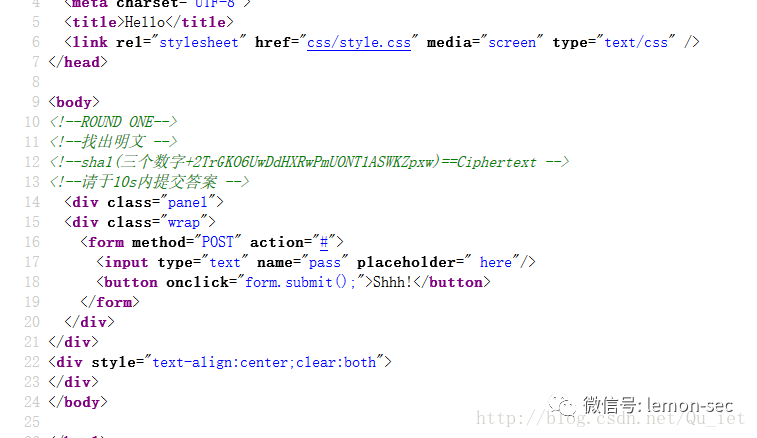 4 <meta charset="UTF-8">
5 <title>Hello</title>
6 <link rel="stylesheet" href="css/style.css" media="screen" type="text/css" />
7 </head>
8
9 <body>
10 <!--ROUND ONE-->
11 <!--找出明文 -->
12 <!--sha1(三个数字+2TrGKO6UwDdHXRwPmUONTlASWKZpxw)==Ciphertext -->
13 <!--请于10s内提交答案 -->
14 <div class="panel">
15 <div class="wrap">
16 <form method="POST" action="#">
17 <input type="text" name="pass" placeholder=" here"/>
18 <button onclick="form.submit();">Shhh!</button>
19 </form>
20 </div>
21 </div>
22 <div style="text-align:center;clear:both">
23 </div>
24 </body>
25
微信号: lemon-sec
http://blog.csdn.net/Qu_iet